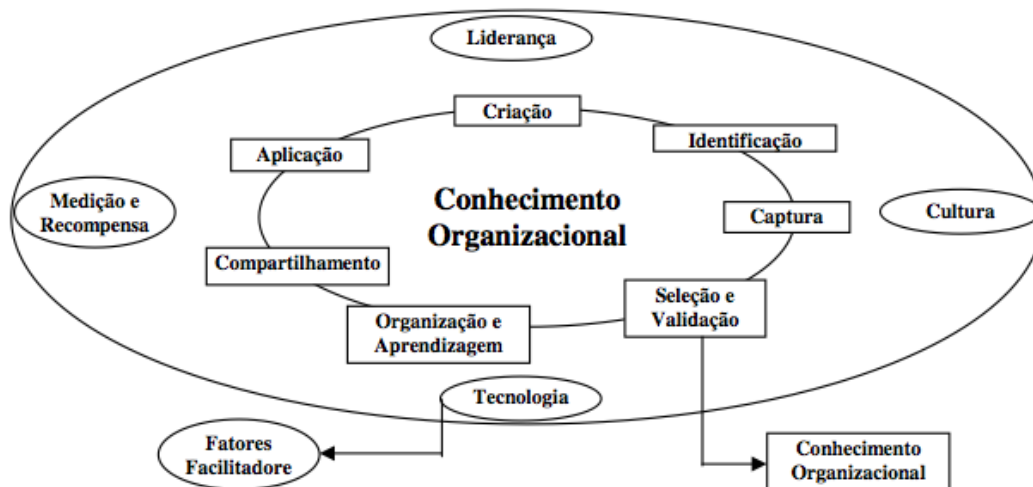 Liderança
Criação
Identificação
Aplicação
Medição e
Recompensa
Conhecimento
Organizacional
Captura
Cultura
Compartilhamento
Seleção e
Validação
Organização e
Aprendizagem
Tecnologia
Fatores
Facilitadore
Conhecimento
Organizacional